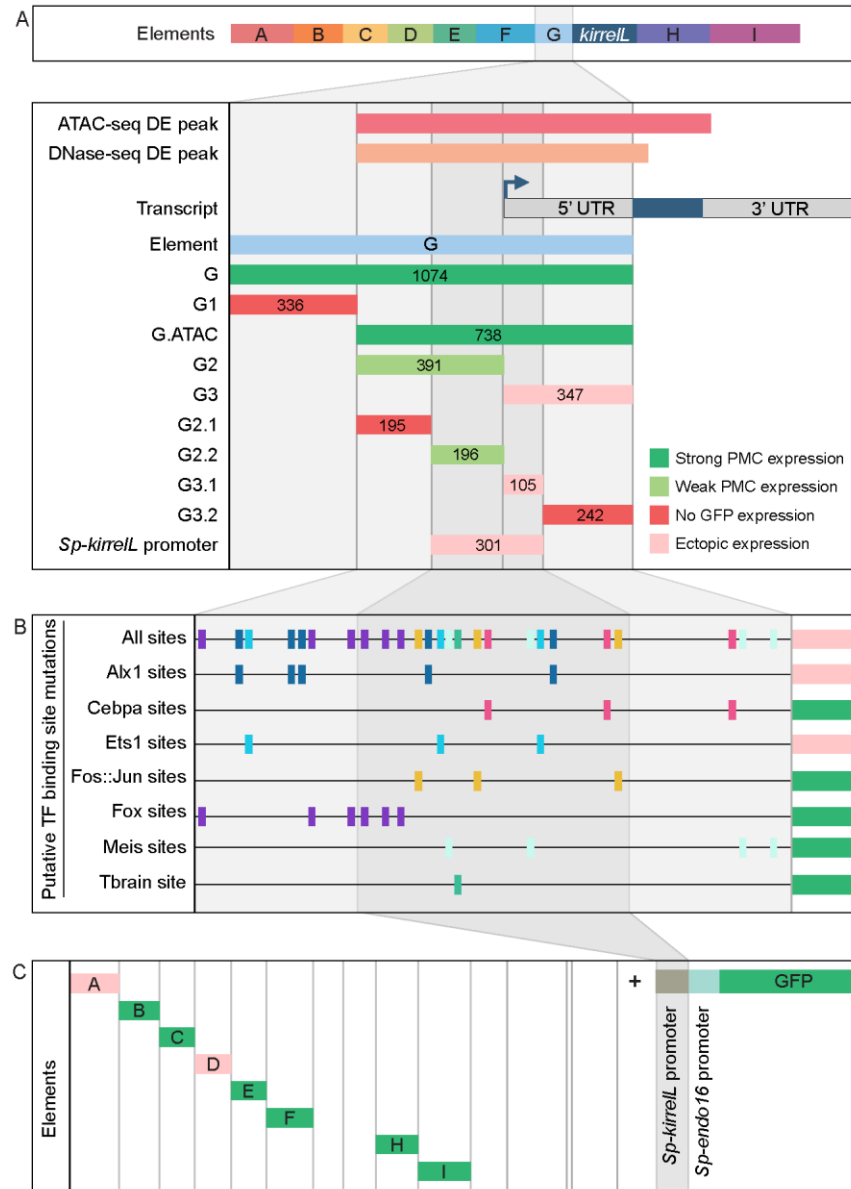 A
Elements A B C D E F G kirrelL H I
ATAC-seq DE peak
DNase-seq DE peak
Transcript 5' UTR 3' UTR
Element G
G 1074
G1 336
G.ATAC 738
G2 391
G3 347
G2.1 195
G2.2 196
G3.1 105
G3.2 242
Sp-kirrelL promoter 301
Strong PMC expression
Weak PMC expression
No GFP expression
Ectopic expression
B
Putative TF binding site mutations
All sites
Alx1 sites
Cebpa sites
Ets1 sites
Fos::Jun sites
Fox sites
Meis sites
Tbrain site
C
Elements
A + GFP
B
C
D
E
F
H
I
Sp-kirrelL promoter
Sp-endo16 promoter